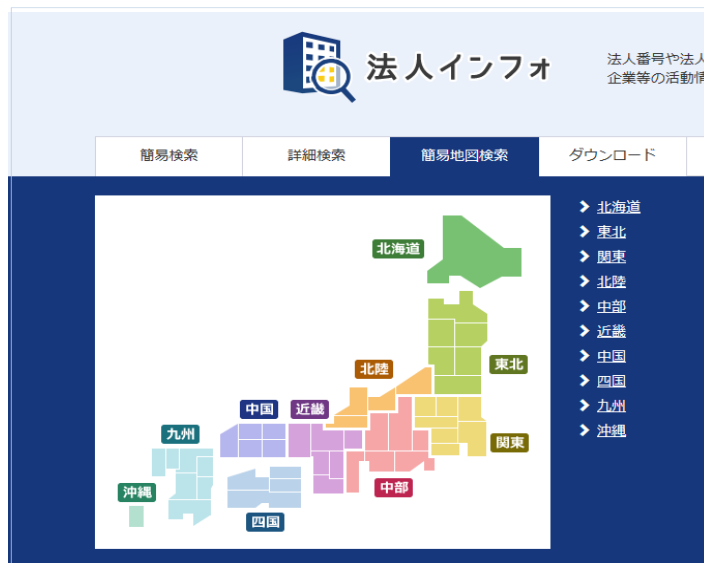 法人インフォ
法人番号や法人
企業等の活動情
簡易検索
詳細検索
簡易地図検索
ダウンロード
北海道
東北
北陸
中国
近畿
九州
関東
沖縄
中部
四国
北海道
東北
関東
北陸
中部
近畿
中国
四国
九州
沖縄